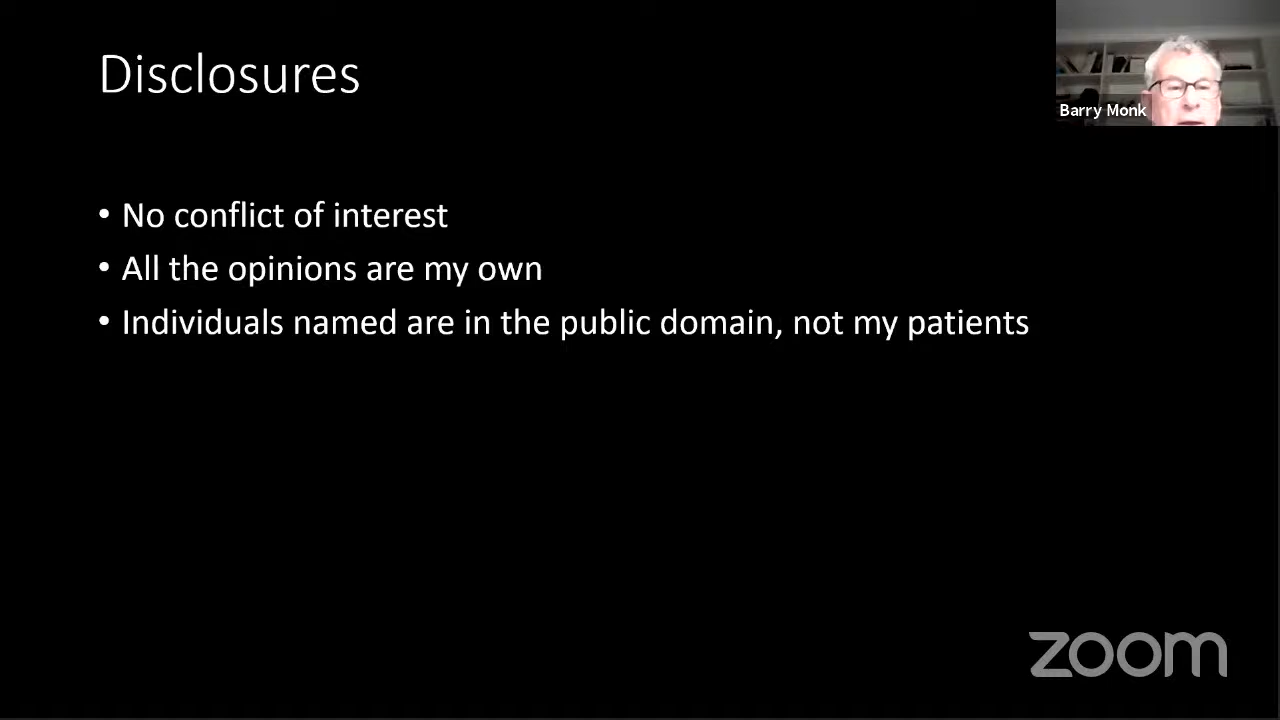 Disclosures
Barry Monk
• No conflict of interest
• All the opinions are my own
• Individuals named are in the public domain, not my patients
zoom